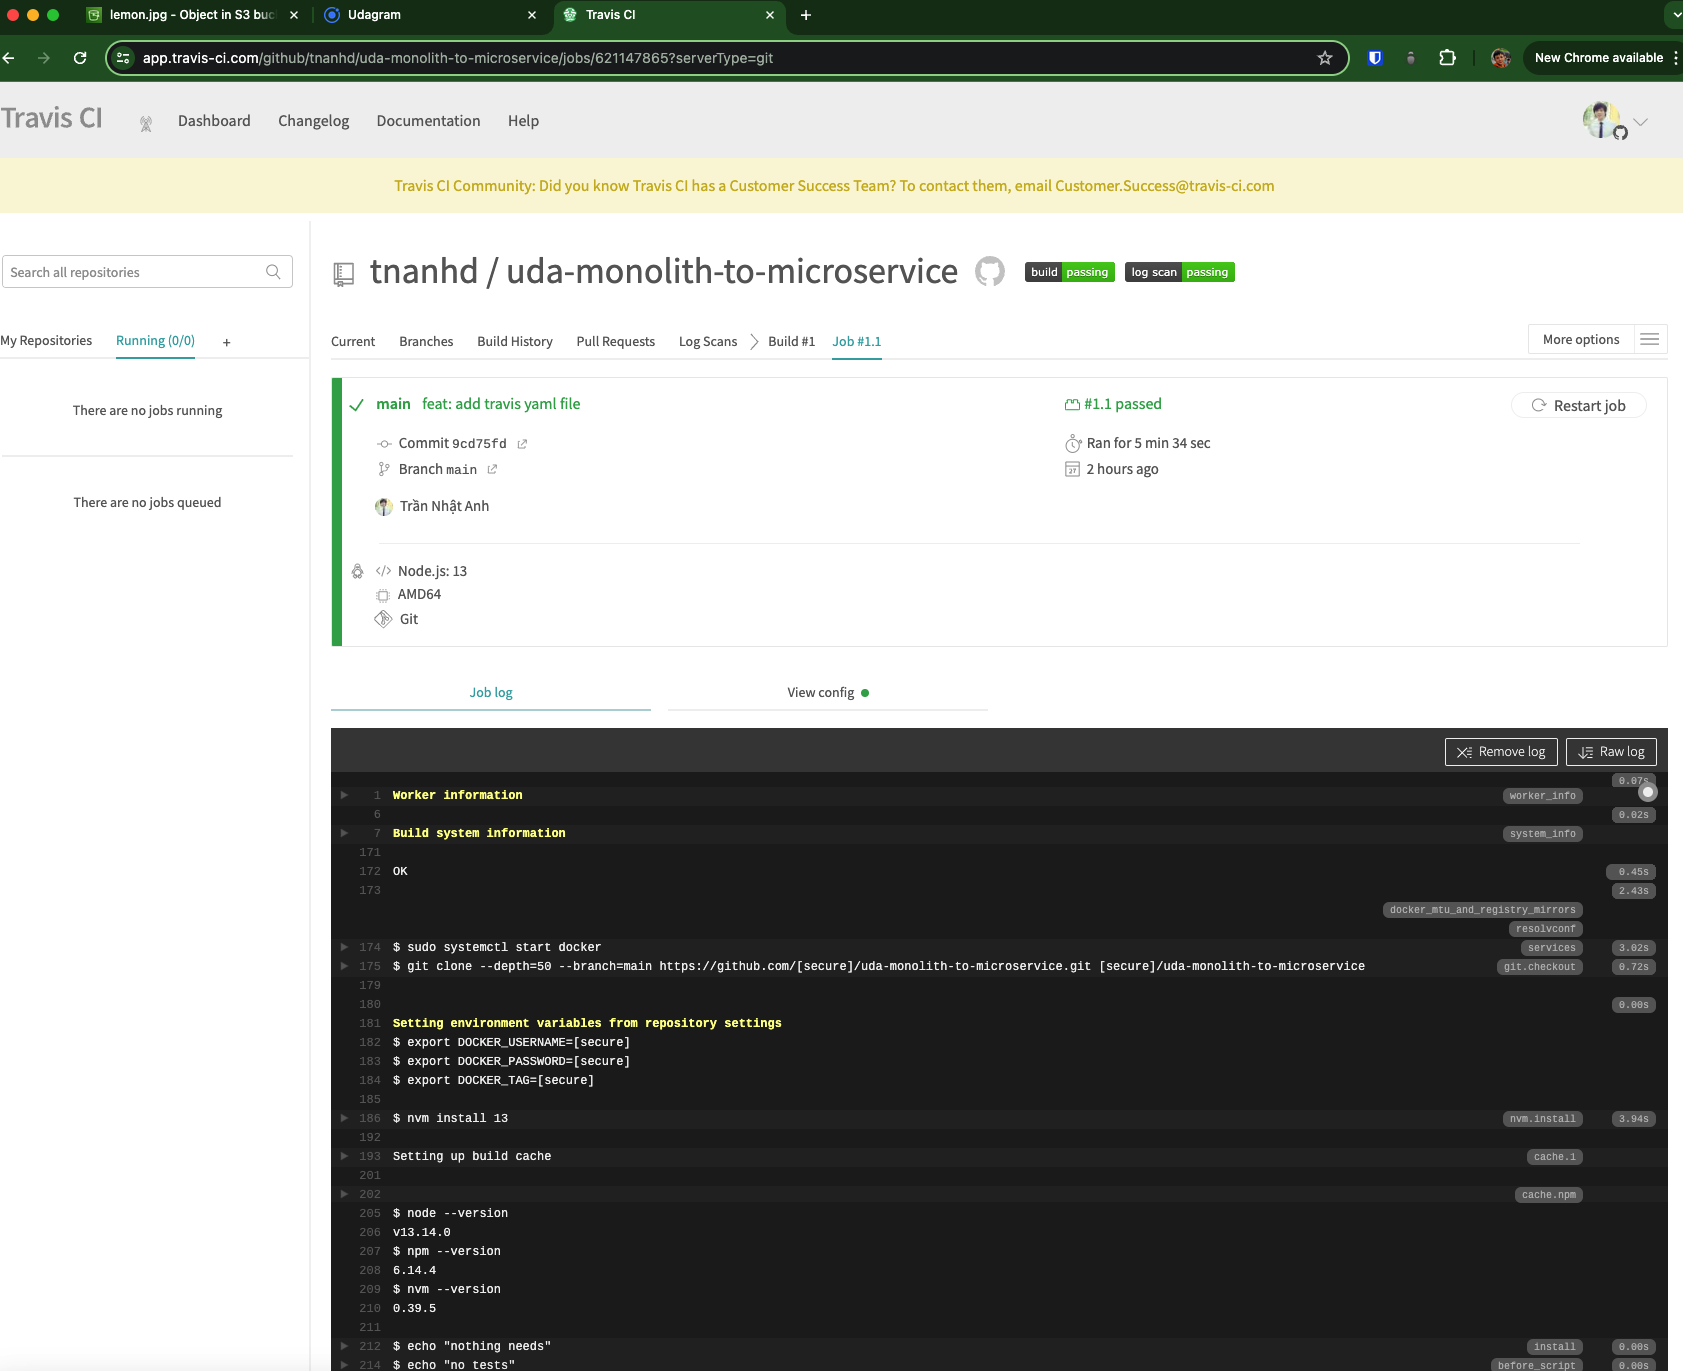 lemon.jpg - Object in S3 buc
Udagram
Travis CI
app.travis-ci.com/github/tnanhd/uda-monolith-to-microservice/jobs/621147865?serverType=git
New Chrome available
Travis CI
Dashboard
Changelog
Documentation
Help
Travis CI Community: Did you know Travis CI has a Customer Success Team? To contact them, email Customer.Success@travis-ci.com
Search all repositories
My Repositories
Running (0/0)
+
There are no jobs running
There are no jobs queued
tnanhd / uda-monolith-to-microservice
build passing
log scan passing
Current
Branches
Build History
Pull Requests
Log Scans
Build #1
Job #1.1
More options
main feat: add travis yaml file
Commit 9cd75fd
Branch main
Trần Nhật Anh
#1.1 passed
Ran for 5 min 34 sec
27
2 hours ago
Restart job
</> Node.js: 13
AMD64
Git
Job log
View config
Remove log
Raw log
0.07s
1 Worker information worker_info
6 0.02s
7 Build system information system_info
171
172 OK 0.45s
173 2.43s
docker_mtu_and_registry_mirrors
resolvconf
174 $ sudo systemctl start docker services 3.02s
175 $ git clone --depth=50 --branch=main https://github.com/[secure]/uda-monolith-to-microservice.git [secure]/uda-monolith-to-microservice git.checkout 0.72s
179
180 0.00s
181 Setting environment variables from repository settings
182 $ export DOCKER_USERNAME=[secure]
183 $ export DOCKER_PASSWORD=[secure]
184 $ export DOCKER_TAG=[secure]
185
186 $ nvm install 13 nvm.install 3.94s
192
193 Setting up build cache cache.1
201
202 cache.npm
205 $ node --version
206 v13.14.0
207 $ npm --version
208 6.14.4
209 $ nvm --version
210 0.39.5
211
212 $ echo "nothing needs" install 0.00s
214 $ echo "no tests" before_script 0.00s